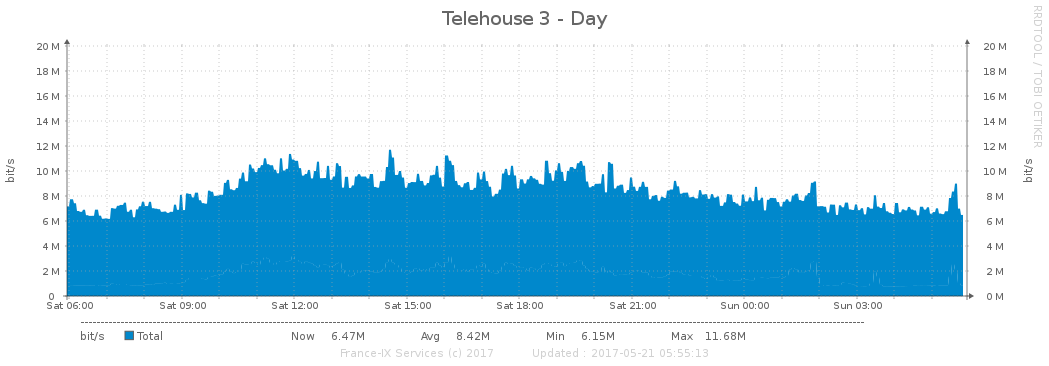 Telehouse 3 - Day
RRDTOOL / TOBI OETIKER
bit/s
20 M 20 M
18 M 18 M
16 M 16 M
14 M 14 M
12 M 12 M
10 M 10 M
8 M 8 M
6 M 6 M
4 M 4 M
2 M 2 M
0 0 M
bit/s
Sat 06:00 Sat 09:00 Sat 12:00 Sat 15:00 Sat 18:00 Sat 21:00 Sun 00:00 Sun 03:00
bit/s Total Now 6.47M Avg 8.42M Min 6.15M Max 11.68M
France-IX Services (c) 2017 Updated : 2017-05-21 05:55:13